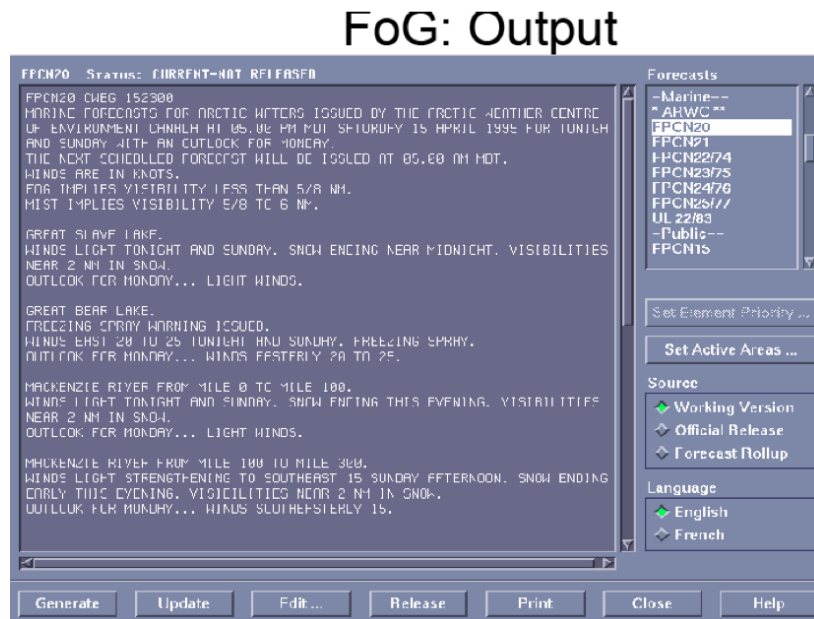 FoG: Output
FPCN20 Status: CURRENT-NOT RELEASED
FPCN20 CWEG 152300
MARINE FORECASTS FOR ARCTIC WATERS ISSUED BY THE ARCTIC WEATHER CENTRE
OF ENVIRONMENT CANADA AT 05.00 PM MDT SATURDAY 15 APRIL 1995 FOR TONIGH
AND SUNDAY WITH AN OUTLOOK FOR MONDAY.
THE NEXT SCHEDULED FORECAST WILL BE ISSUED AT 05.00 AM MDT.
WINDS ARE IN KNOTS.
FOG IMPLIES VISIBILITY LESS THAN 5/8 NM.
MIST IMPLIES VISIBILITY 5/8 TO 6 NM.
GREAT SLAVE LAKE.
WINDS LIGHT TONIGHT AND SUNDAY. SNOW ENDING NEAR MIDNIGHT. VISIBILITIES
NEAR 2 NM IN SNOW.
OUTLOOK FOR MONDAY... LIGHT WINDS.
GREAT BEAR LAKE.
FREEZING SPRAY WARNING ISSUED.
WINDS EAST 20 TO 25 TONIGHT AND SUNDAY. FREEZING SPRAY.
OUTLOOK FOR MONDAY... WINDS EASTERLY 20 TO 25.
MACKENZIE RIVER FROM MILE 0 TO MILE 100.
WINDS LIGHT TONIGHT AND SUNDAY. SNOW ENDING THIS EVENING. VISIBILITIES
NEAR 2 NM IN SNOW.
OUTLOOK FOR MONDAY... LIGHT WINDS.
MACKENZIE RIVER FROM MILE 100 TO MILE 300.
WINDS LIGHT STRENGTHENING TO SOUTHEAST 15 SUNDAY AFTERNOON. SNOW ENDING
EARLY THIS EVENING. VISIBILITIES NEAR 2 NM IN SNOW.
OUTLOOK FOR MONDAY... WINDS SOUTHEASTERLY 15.
Forecasts
-Marine--
* ARWC **
FPCN20
FPCN21
FPCN22/74
FPCN23/75
FPCN24/76
FPCN25/77
UL 22/83
-Public--
FPCN15
Set Element Priority ...
Set Active Areas ...
Source
Working Version
Official Release
Forecast Rollup
Language
English
French
Generate Update Edit ... Release Print Close Help